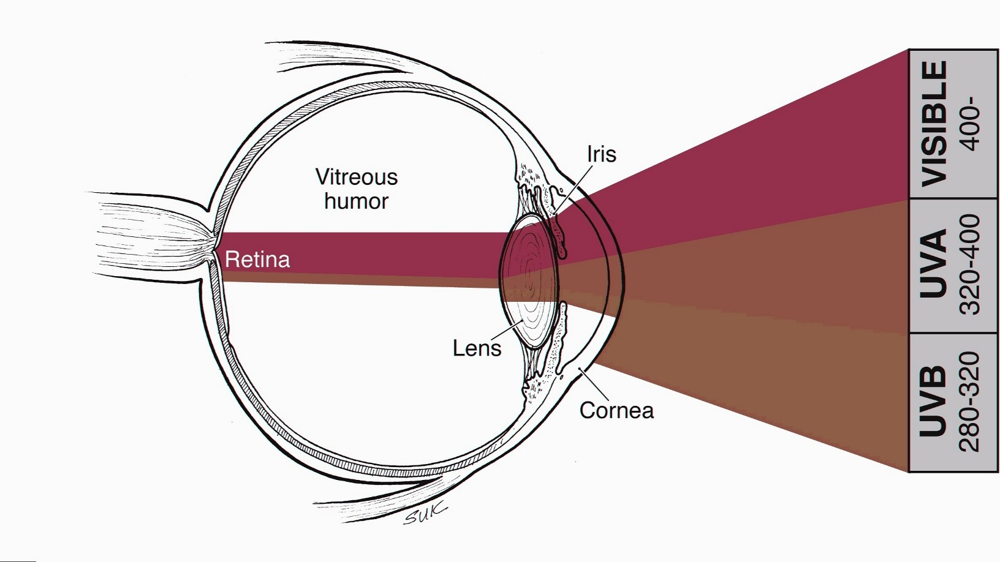 VISIBLE
400-
Iris
Vitreous
humor
UVA
320-400
Retina
Lens
UVB
280-320
Cornea
SUK